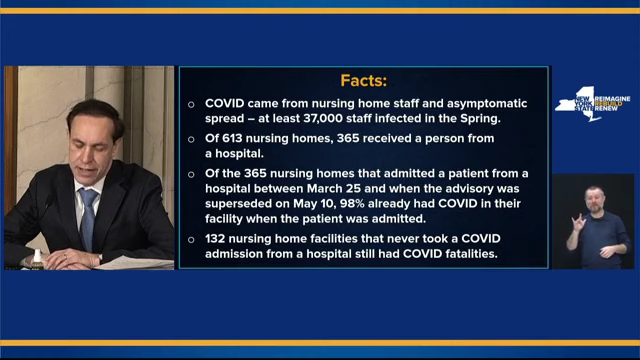 Facts:
COVID came from nursing home staff and asymptomatic
spread – at least 37,000 staff infected in the Spring.
Of 613 nursing homes, 365 received a person from
a hospital.
Of the 365 nursing homes that admitted a patient from a
hospital between March 25 and when the advisory was
superseded on May 10, 98% already had COVID in their
facility when the patient was admitted.
132 nursing home facilities that never took a COVID
admission from a hospital still had COVID fatalities.
NEW
YORK
STATE
REIMAGINE
REBUILD
RENEW